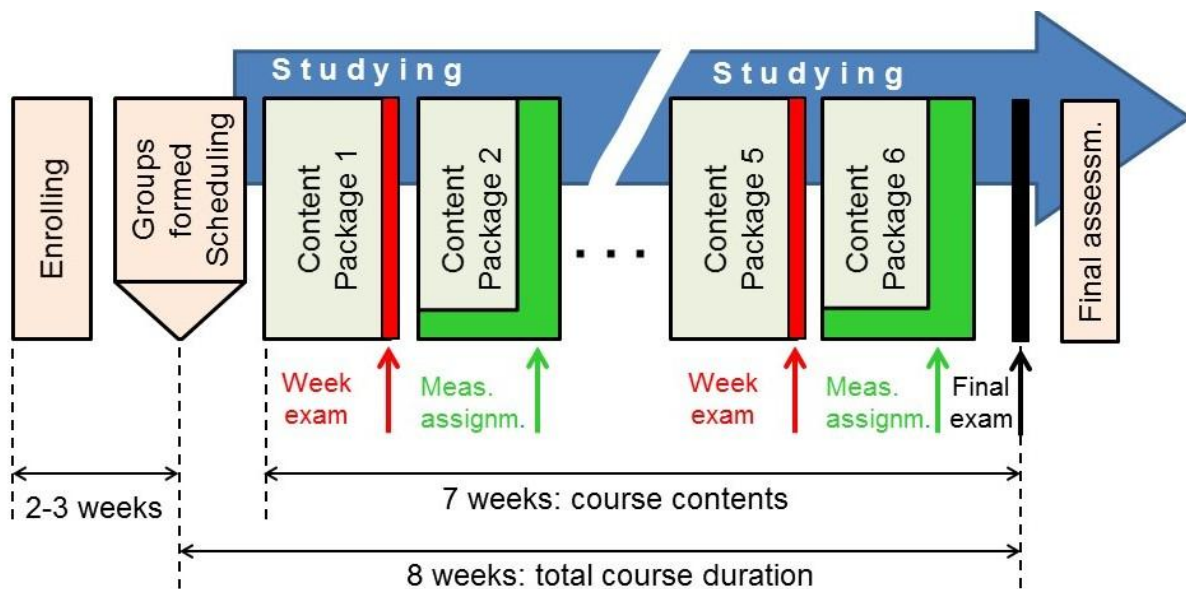 Studying
Studying
Enrolling
Groups
formed
Scheduling
Content
Package 1
Content
Package 2
. . .
Content
Package 5
Content
Package 6
Final assessm.
Week
exam
Meas.
assignm.
Week
exam
Meas.
assignm.
Final
exam
2-3 weeks
7 weeks: course contents
8 weeks: total course duration